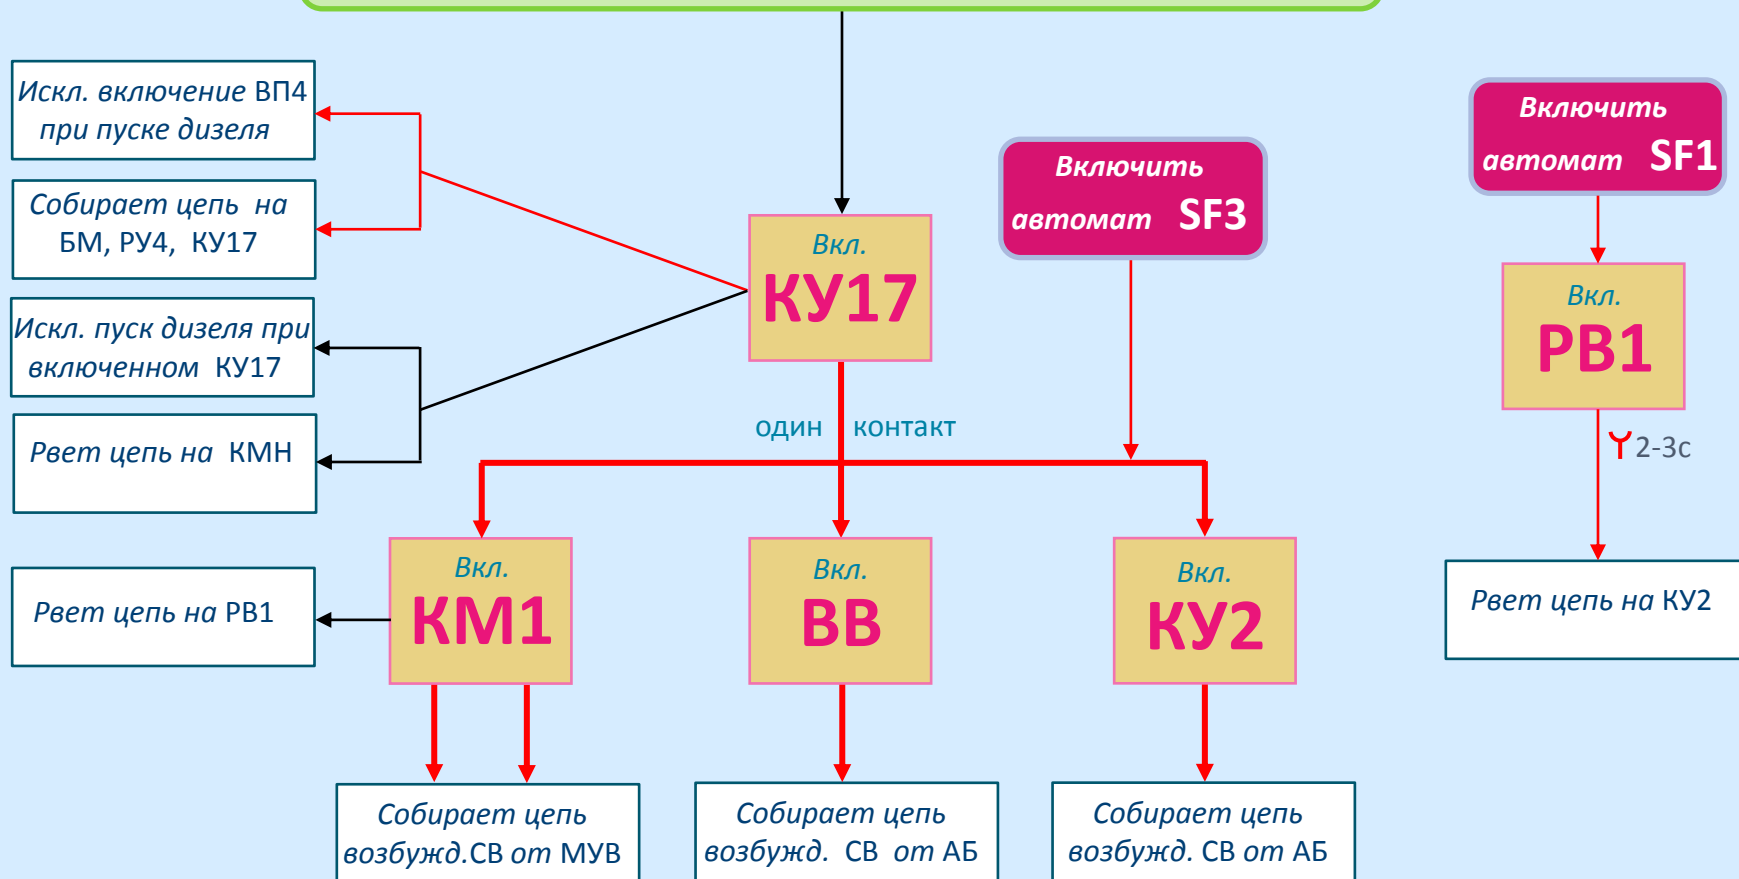 Искл. включение ВП4
при пуске дизеля
Собирает цепь на
БМ, РУ4, КУ17
Искл. пуск дизеля при
включенном КУ17
Рвет цепь на КМН
Рвет цепь на РВ1
Вкл.
КУ17
один контакт
Включить
автомат SF3
Включить
автомат SF1
Вкл.
РВ1
2-3с
Рвет цепь на КУ2
Вкл.
КМ1
Вкл.
ВВ
Вкл.
КУ2
Собирает цепь
возбужд.СВ от МУВ
Собирает цепь
возбужд. СВ от АБ
Собирает цепь
возбужд. СВ от АБ